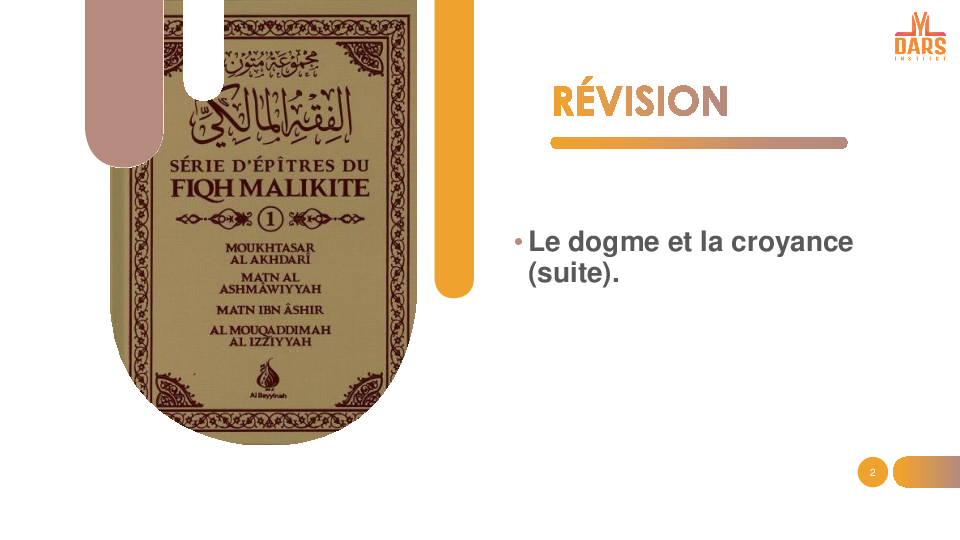 مجموعة متون
الفقه المالكي
SÉRIE D'ÉPÎTRES DU
FIQH MALIKITE
1
MOUKHTASAR
AL AKHDARÎ
MATN AL
ASHMÂWIYYAH
MATN IBN ÂSHIR
AL MOUQADDIMAH
AL IZZIYYAH
Al Bayyinah
DARS
INSTITUT
RÉVISION
• Le dogme et la croyance
(suite).
2